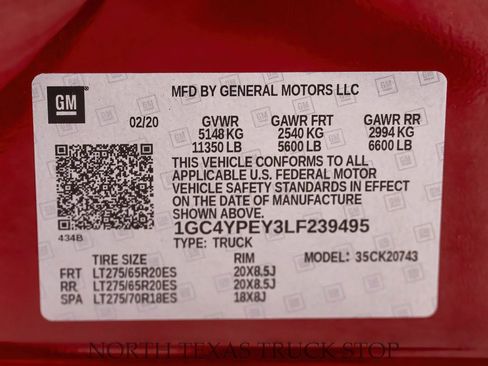 GM
MFD BY GENERAL MOTORS LLC
02/20 GVWR GAWR FRT GAWR RR
5148 KG 2540 KG 2994 KG
11350 LB 5600 LB 6600 LB
THIS VEHICLE CONFORMS TO ALL
APPLICABLE U.S. FEDERAL MOTOR
VEHICLE SAFETY STANDARDS IN EFFECT
ON THE DATE OF MANUFACTURE
SHOWN ABOVE.
1GC4YPEY3LF239495
434B TYPE: TRUCK
TIRE SIZE RIM MODEL: 35CK20743
FRT LT275/65R20ES 20X8.5J
RR LT275/65R20ES 20X8.5J
SPA LT275/70R18ES 18X8J
NORTH TEXAS TRUCK STOP